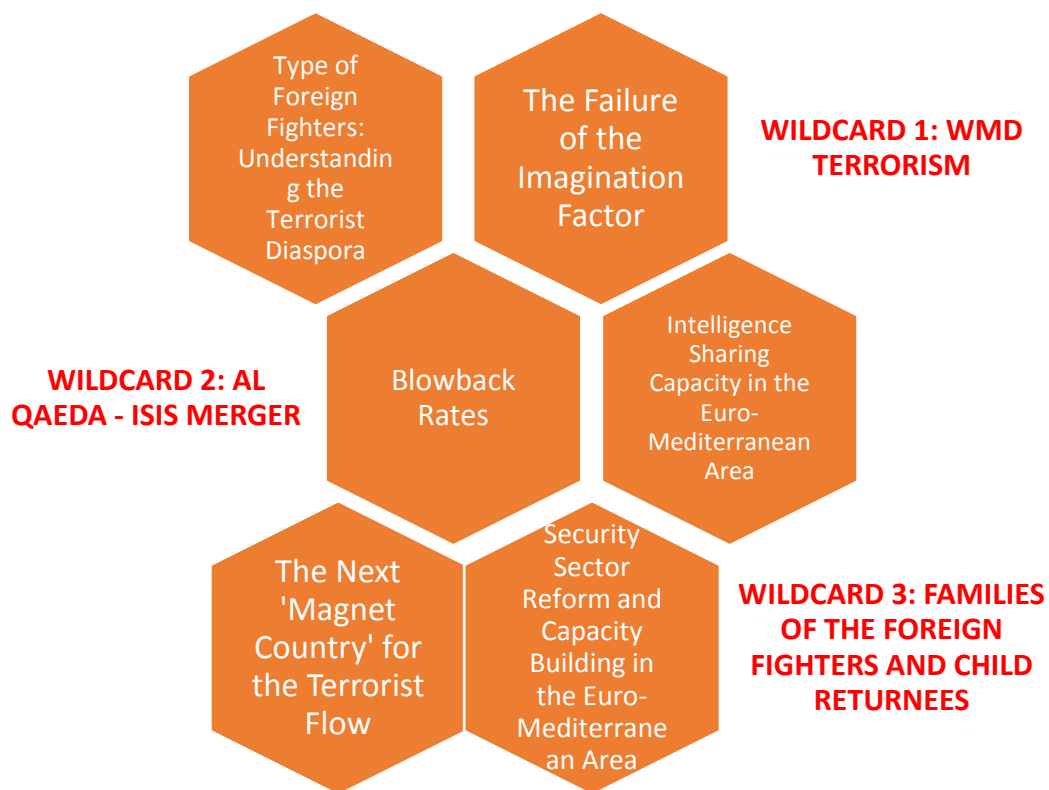 Type of
Foreign
Fighters:
Understandin
g the
Terrorist
Diaspora
The Failure
of the
Imagination
Factor
WILDCARD 1: WMD
TERRORISM
WILDCARD 2: AL
QAEDA - ISIS MERGER
Blowback
Rates
Intelligence
Sharing
Capacity in the
Euro-
Mediterranean
Area
The Next
'Magnet
Country' for
the Terrorist
Flow
Security
Sector
Reform and
Capacity
Building in
the Euro-
Mediterrane
an Area
WILDCARD 3: FAMILIES
OF THE FOREIGN
FIGHTERS AND CHILD
RETURNEES